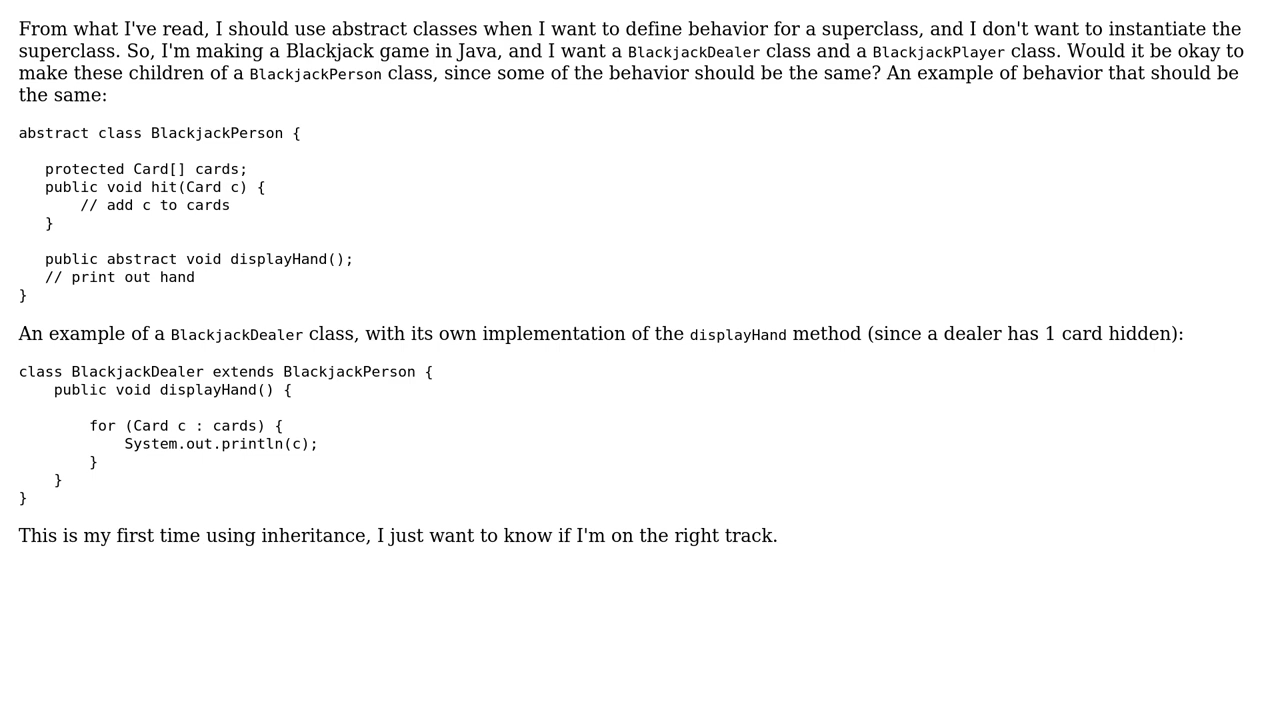 From what I've read, I should use abstract classes when I want to define behavior for a superclass, and I don't want to instantiate the
superclass. So, I'm making a Blackjack game in Java, and I want a BlackjackDealer class and a BlackjackPlayer class. Would it be okay to
make these children of a BlackjackPerson class, since some of the behavior should be the same? An example of behavior that should be
the same:
abstract class BlackjackPerson {
   protected Card[] cards;
   public void hit(Card c) {
       // add c to cards
   }
   public abstract void displayHand();
   // print out hand
}
An example of a BlackjackDealer class, with its own implementation of the displayHand method (since a dealer has 1 card hidden):
class BlackjackDealer extends BlackjackPerson {
    public void displayHand() {
        for (Card c : cards) {
            System.out.println(c);
        }
    }
}
This is my first time using inheritance, I just want to know if I'm on the right track.